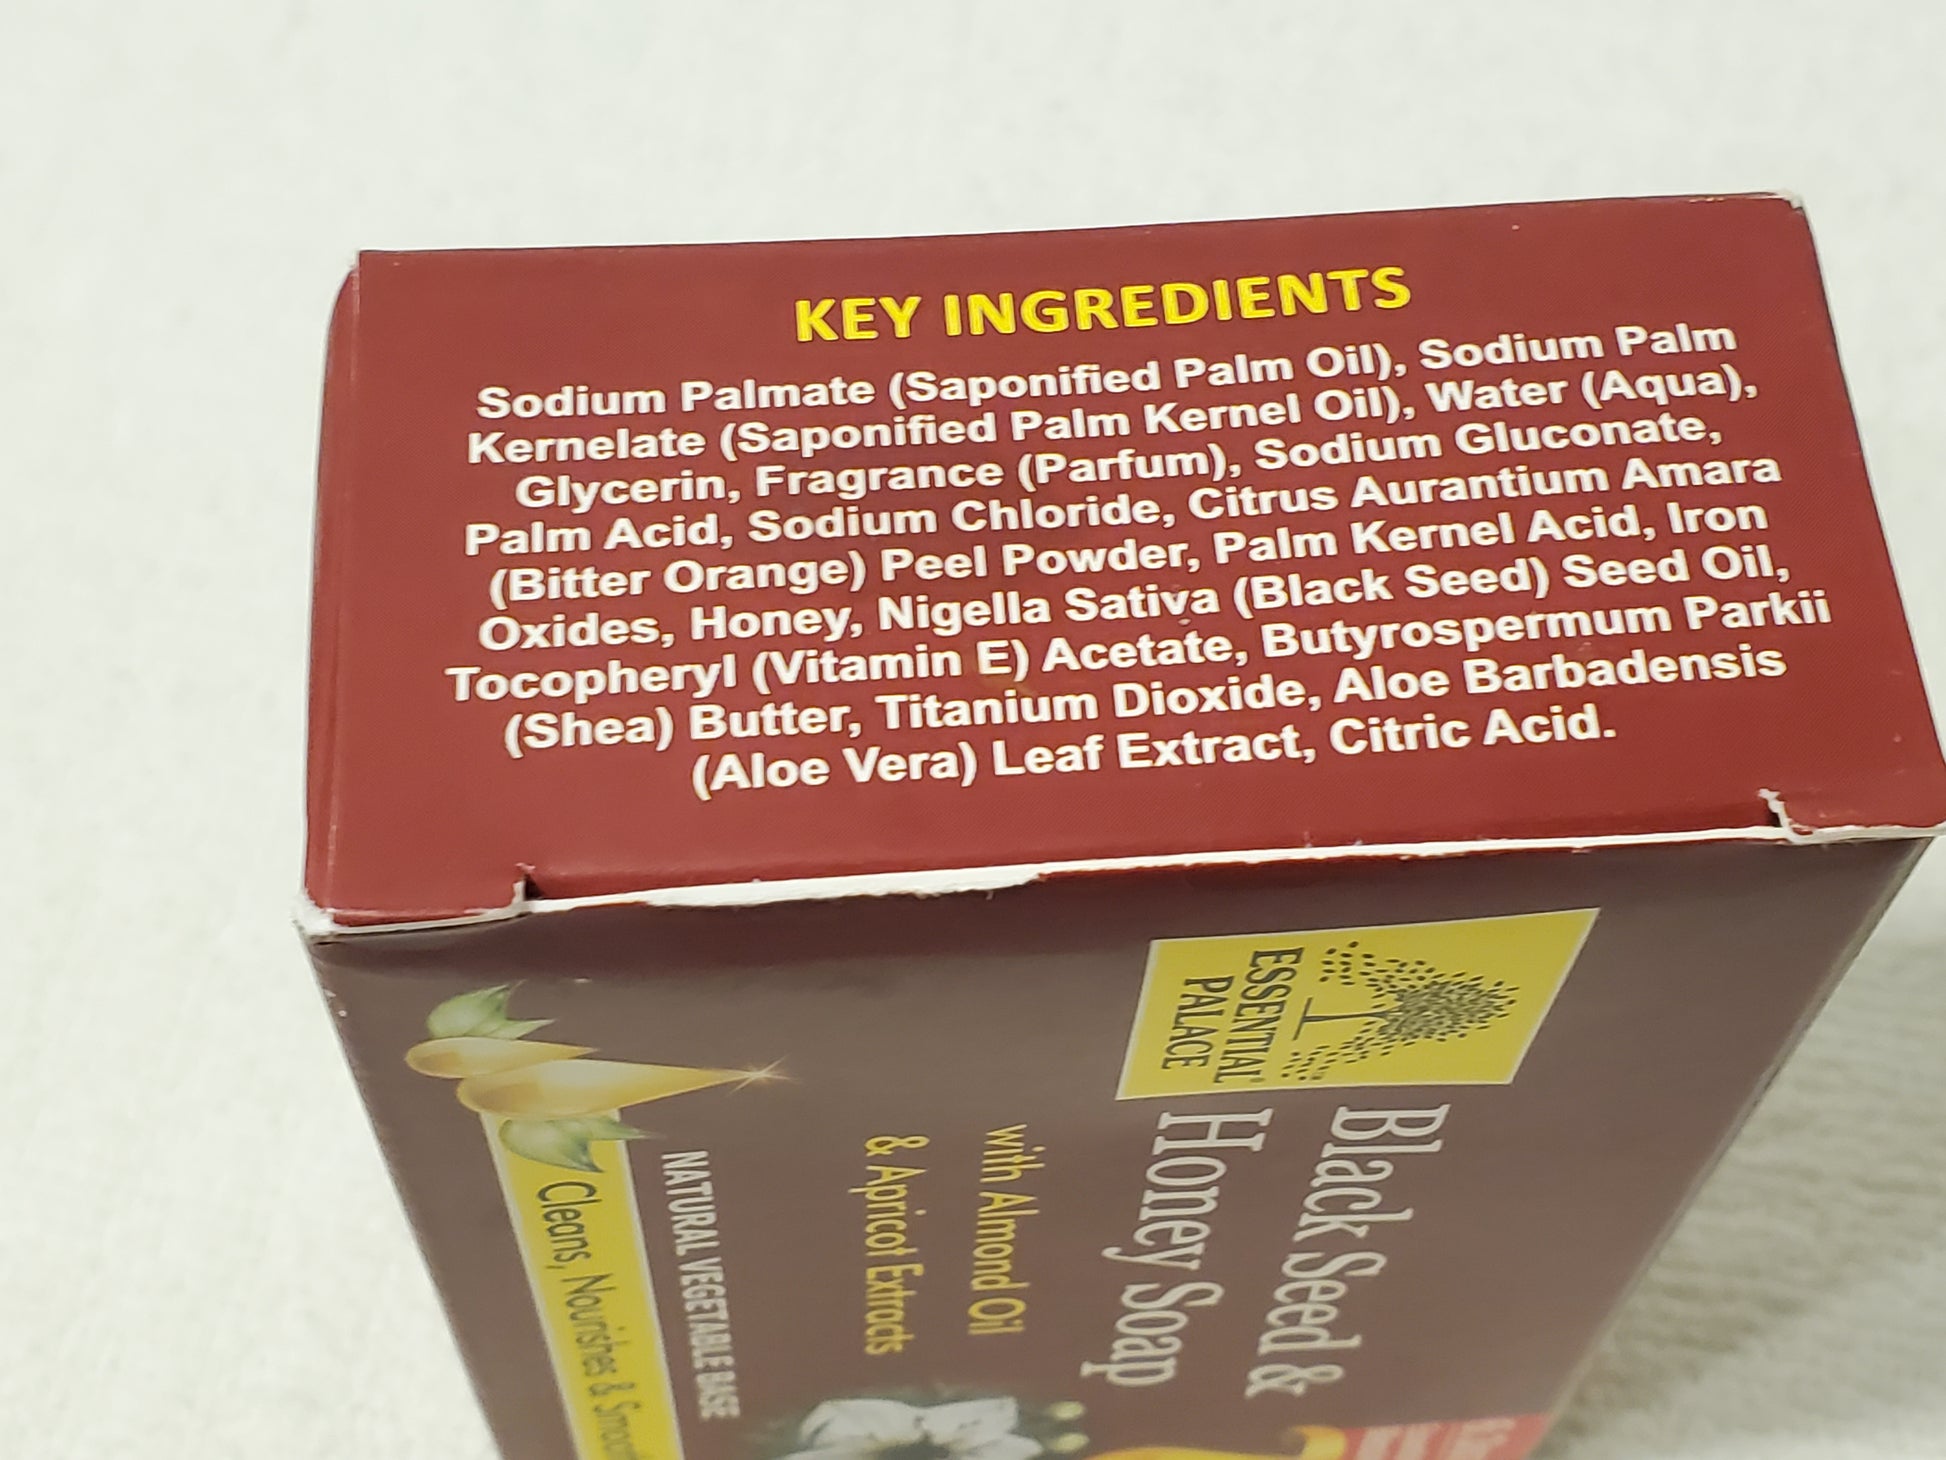 KEY INGREDIENTS
Sodium Palmate (Saponified Palm Oil), Sodium Palm
Kernelate (Saponified Palm Kernel Oil), Water (Aqua),
Glycerin, Fragrance (Parfum), Sodium Gluconate,
Palm Acid, Sodium Chloride, Citrus Aurantium Amara
(Bitter Orange) Peel Powder, Palm Kernel Acid, Iron
Oxides, Honey, Nigella Sativa (Black Seed) Seed Oil,
Tocopheryl (Vitamin E) Acetate, Butyrospermum Parkii
(Shea) Butter, Titanium Dioxide, Aloe Barbadensis
(Aloe Vera) Leaf Extract, Citric Acid.
ESSENTIAL
PALACE
Black Seed &
Honey Soap
with Almond Oil
& Apricot Extracts
NATURAL VEGETABLE BASE
Cleans, Nourishes &